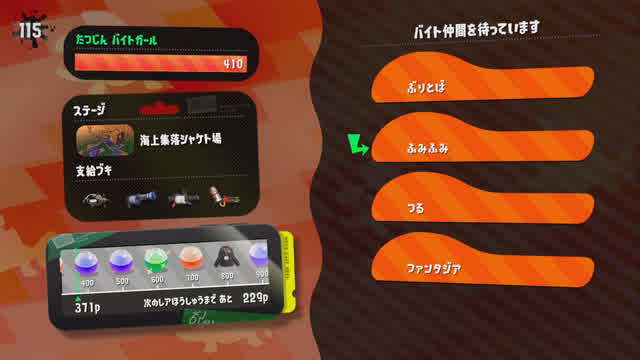 115
たつじん バイトガール
410
ステージ
海上集落シャケト場
支給ブキ
400 500 600 700 800 900
371p 次のレアほうしゅうまで あと 229p
バイト仲間を待っています
ぶりとば
ふみふみ
つる
ファンタジア